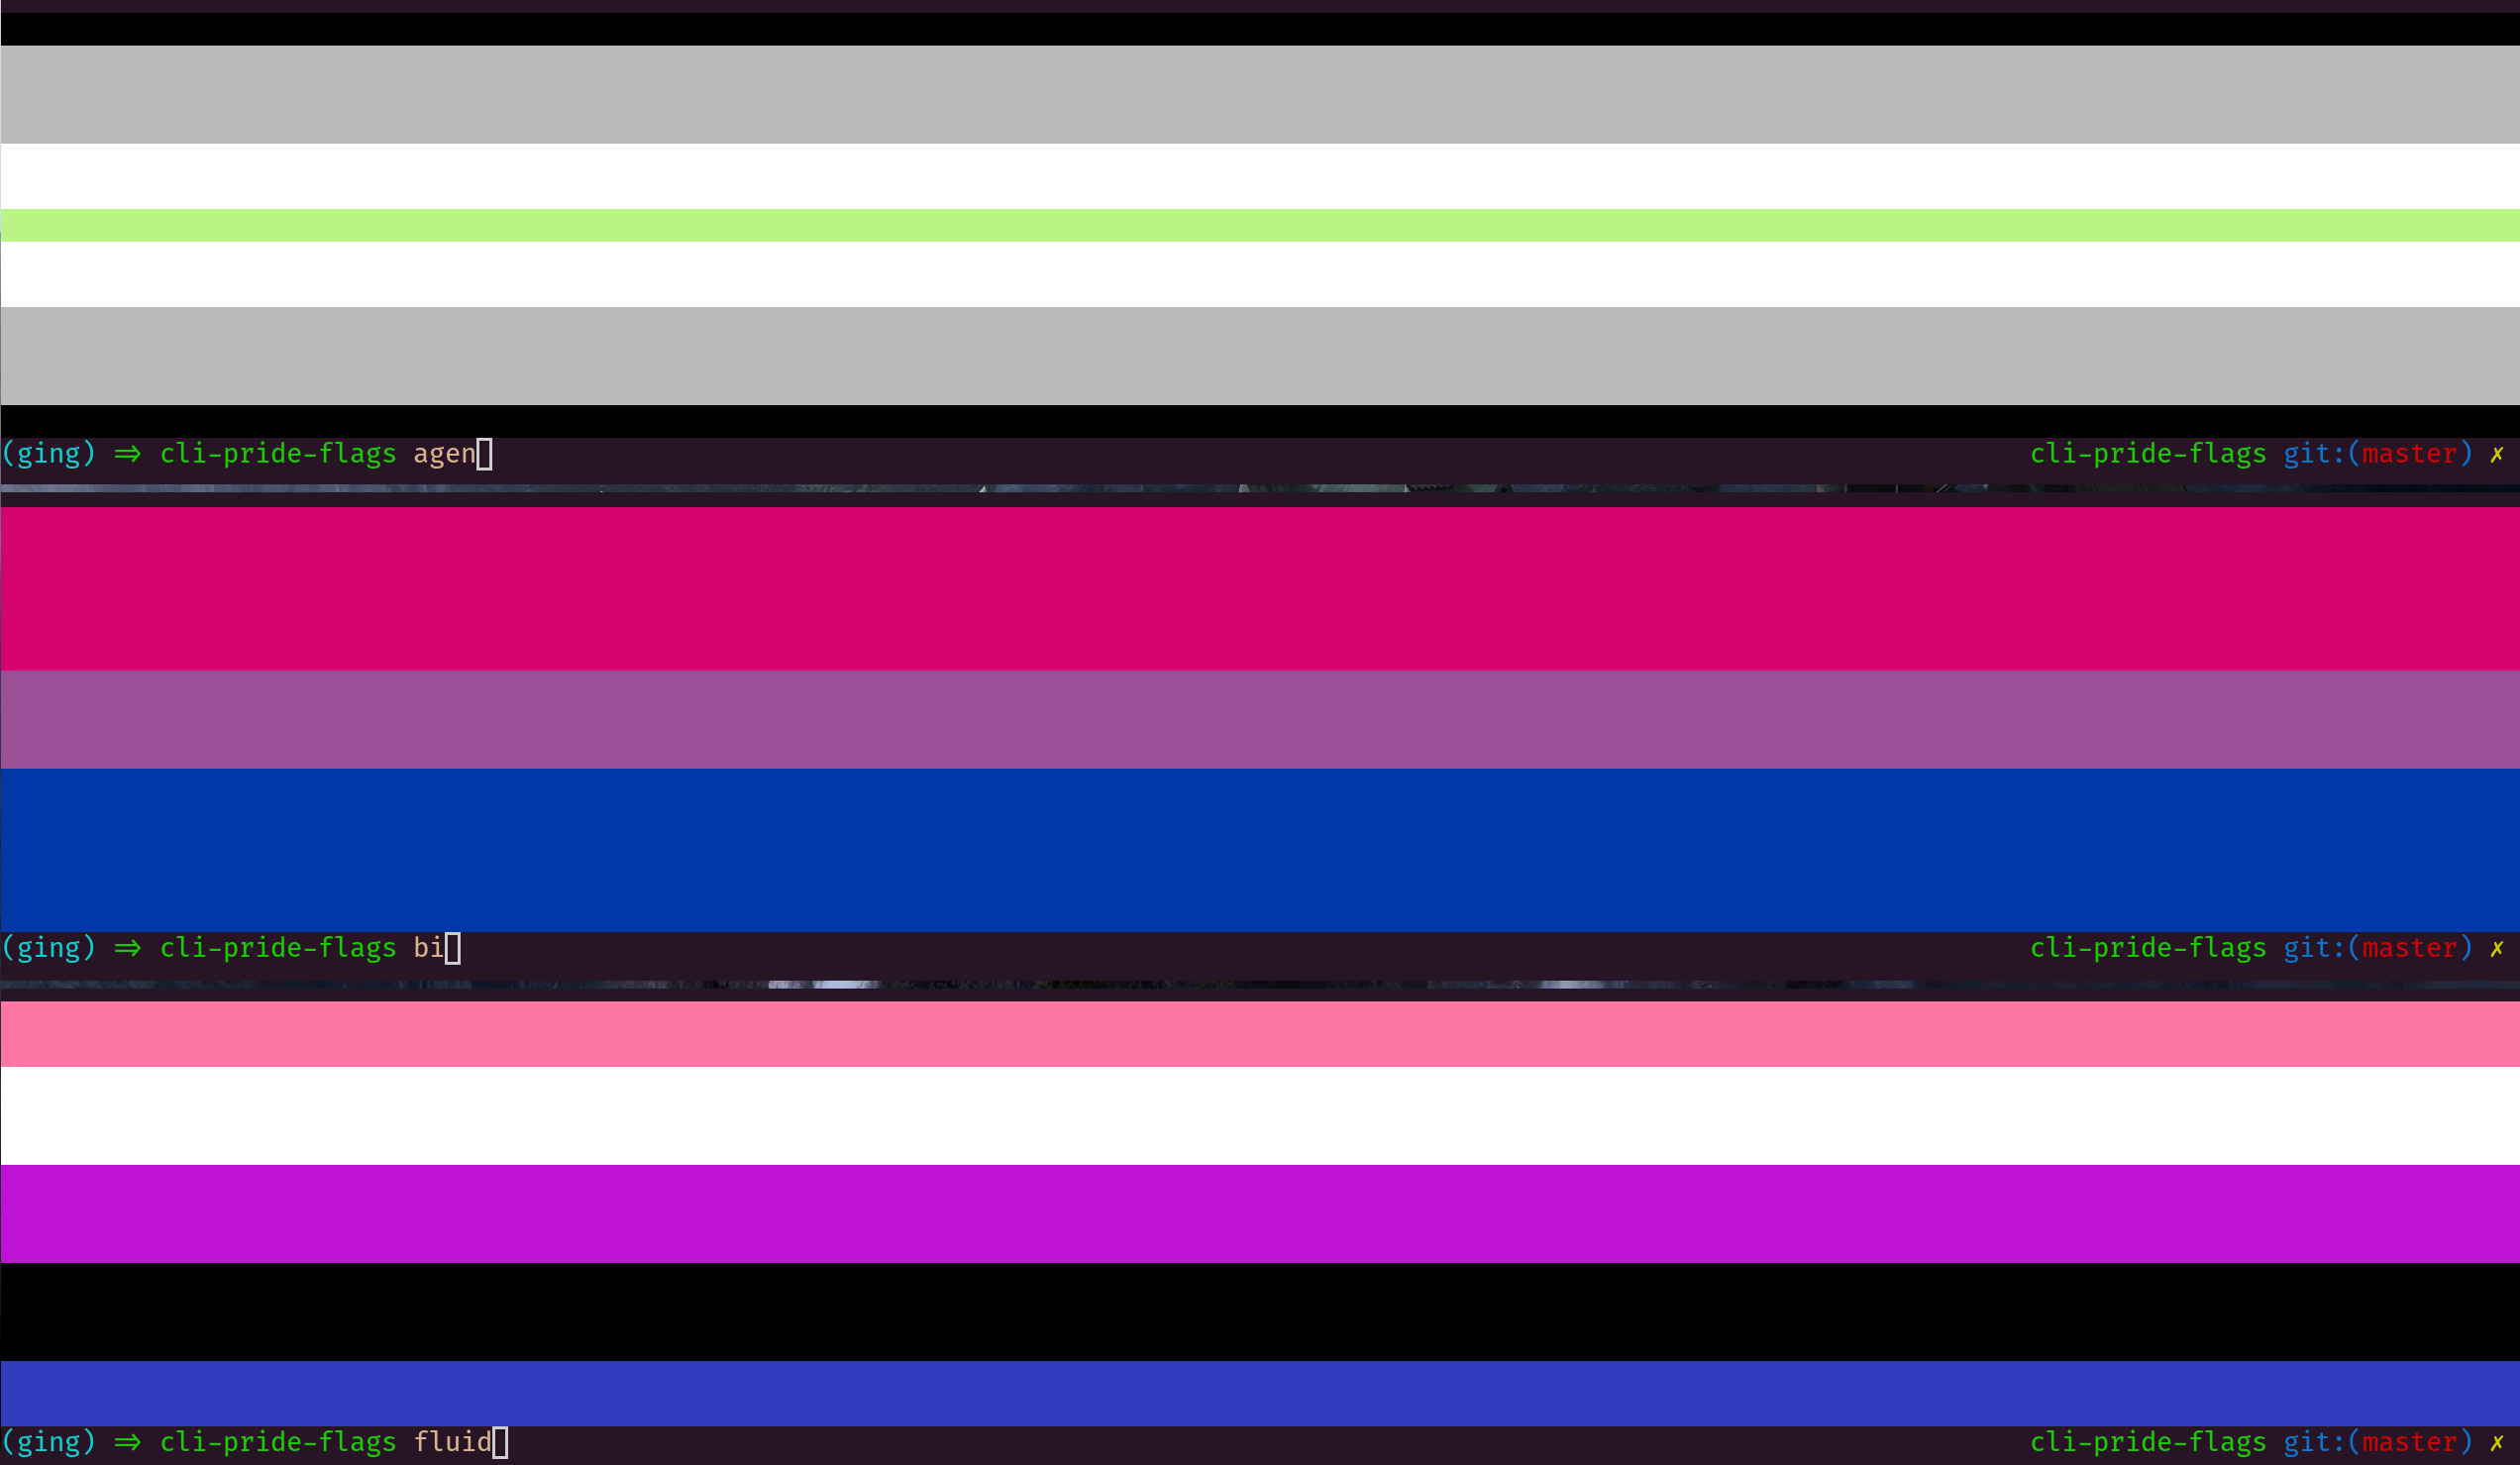 (ging) ⇒ cli-pride-flags agen cli-pride-flags git:(master) ✗
(ging) ⇒ cli-pride-flags bi cli-pride-flags git:(master) ✗
(ging) ⇒ cli-pride-flags fluid cli-pride-flags git:(master) ✗